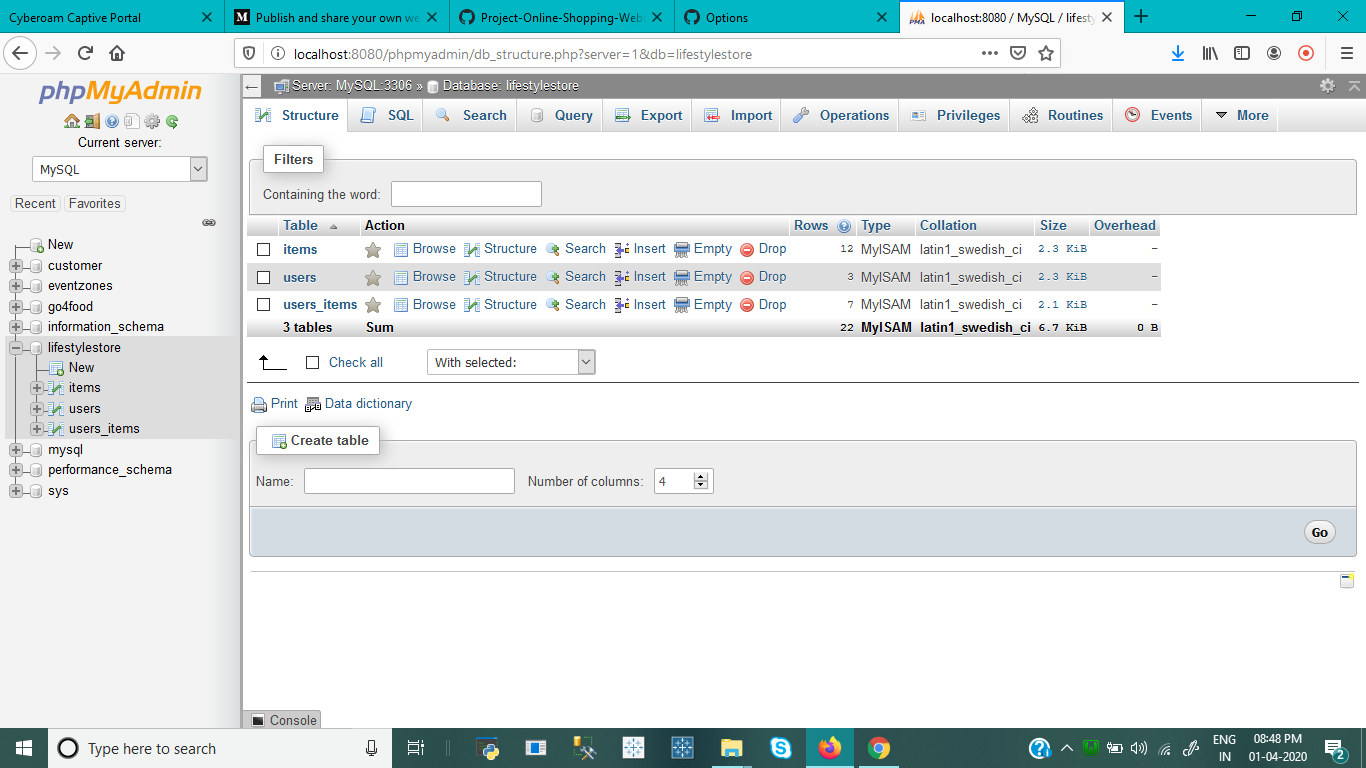 Cyberoam Captive Portal
Publish and share your own we
Project-Online-Shopping-Web
Options
localhost:8080 / MySQL / lifest
localhost:8080/phpmyadmin/db_structure.php?server=1&db=lifestylestore
phpMyAdmin
Current server:
MySQL
Recent Favorites
New
customer
eventzones
go4food
information_schema
lifestylestore
New
items
users
users_items
mysql
performance_schema
sys
Server: MySQL:3306 » Database: lifestylestore
Structure SQL Search Query Export Import Operations Privileges Routines Events More
Filters
Containing the word:
Table Action Rows Type Collation Size Overhead
items Browse Structure Search Insert Empty Drop 12 MyISAM latin1_swedish_ci 2.3 KiB -
users Browse Structure Search Insert Empty Drop 3 MyISAM latin1_swedish_ci 2.3 KiB -
users_items Browse Structure Search Insert Empty Drop 7 MyISAM latin1_swedish_ci 2.1 KiB -
3 tables Sum 22 MyISAM latin1_swedish_ci 6.7 KiB 0 B
Check all With selected:
Print Data dictionary
Create table
Name: Number of columns: 4
Go
Console
Type here to search
ENG
IN
08:48 PM
01-04-2020
2